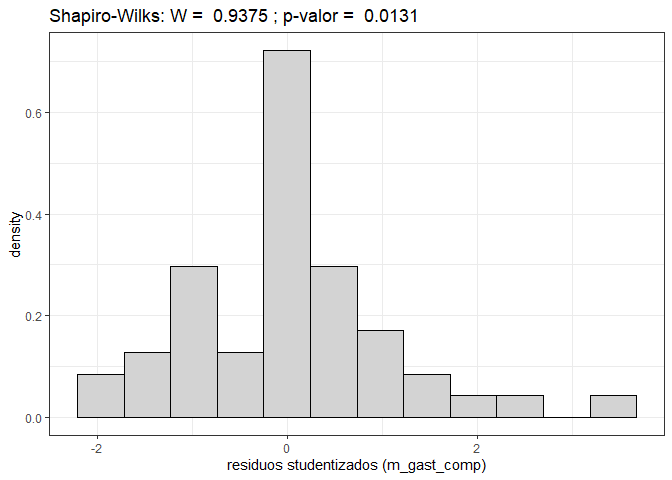 Shapiro-Wilks: W =  0.9375 ; p-valor =  0.0131
density
0.6
0.4
0.2
0.0
-2
0
2
residuos studentizados (m_gast_comp)